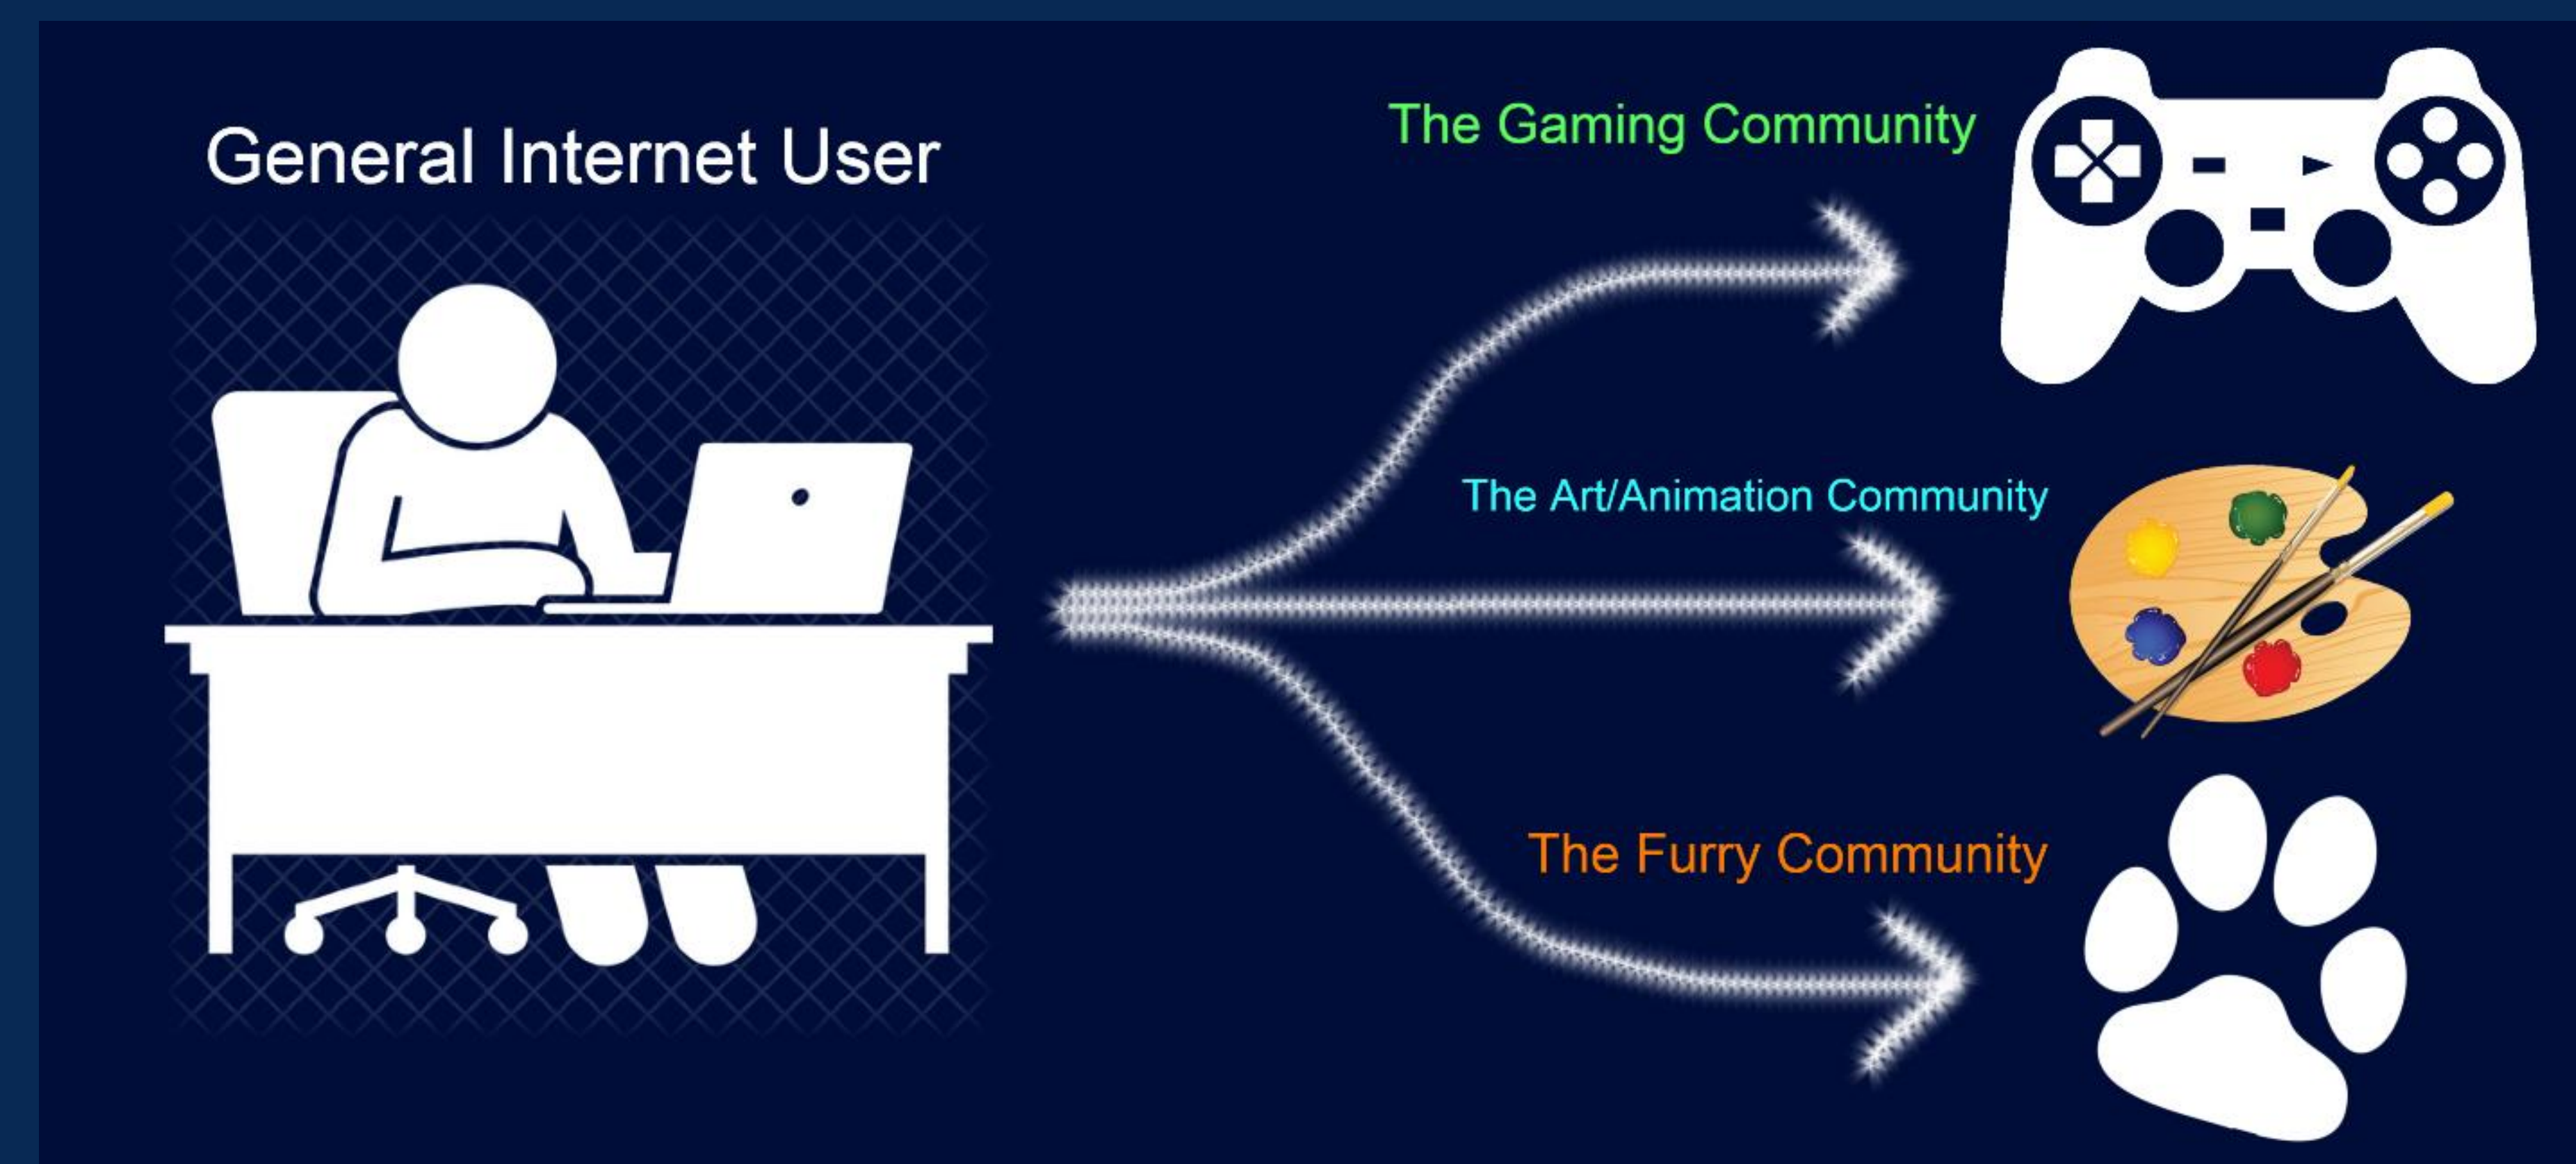 General Internet User
The Gaming Community
The Art/Animation Community
The Furry Community